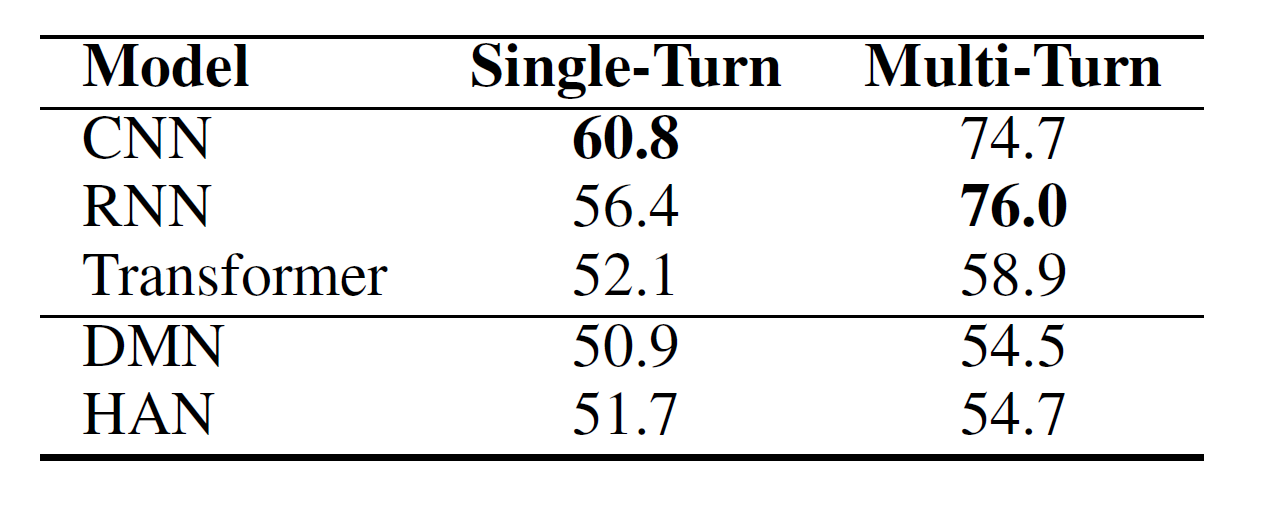 Model Single-Turn Multi-Turn
CNN 60.8 74.7
RNN 56.4 76.0
Transformer 52.1 58.9
DMN 50.9 54.5
HAN 51.7 54.7